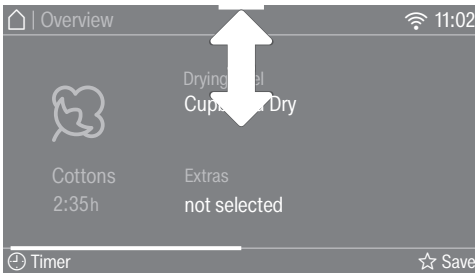 | Overview 11:02
Drying
Dry
Cottons Extras
2:35h not selected
Timer Save